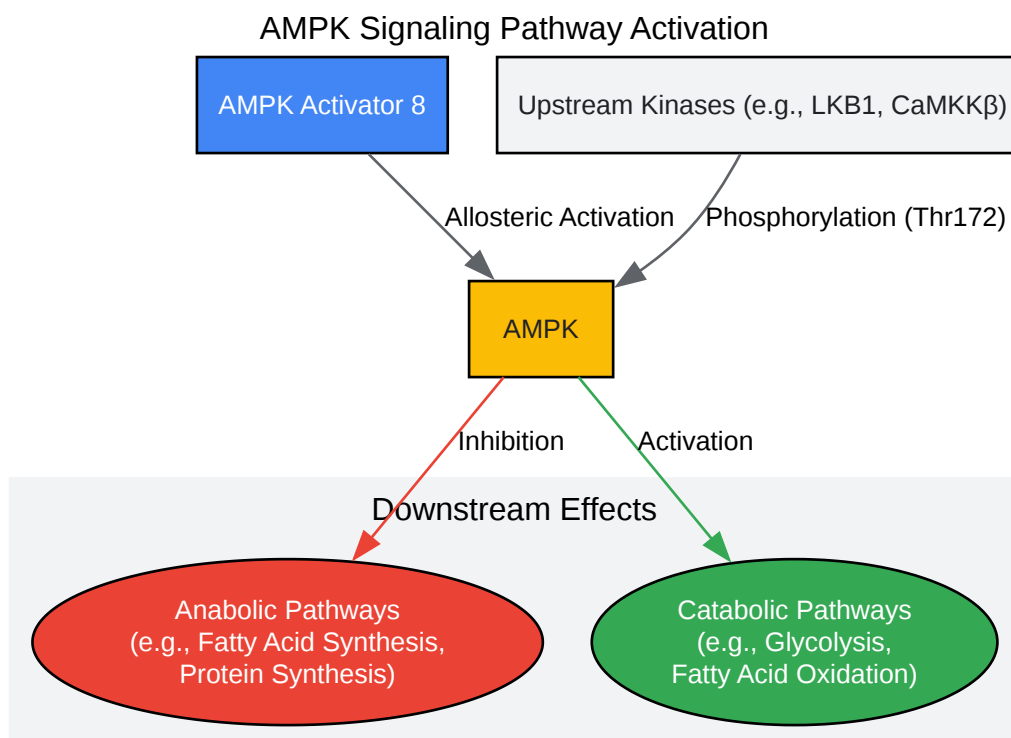 AMPK Signaling Pathway Activation
AMPK Activator 8
Upstream Kinases (e.g., LKB1, CaMKKβ)
Allosteric Activation
Phosphorylation (Thr172)
AMPK
Inhibition
Activation
Downstream Effects
Anabolic Pathways
(e.g., Fatty Acid Synthesis,
Protein Synthesis)
Catabolic Pathways
(e.g., Glycolysis,
Fatty Acid Oxidation)